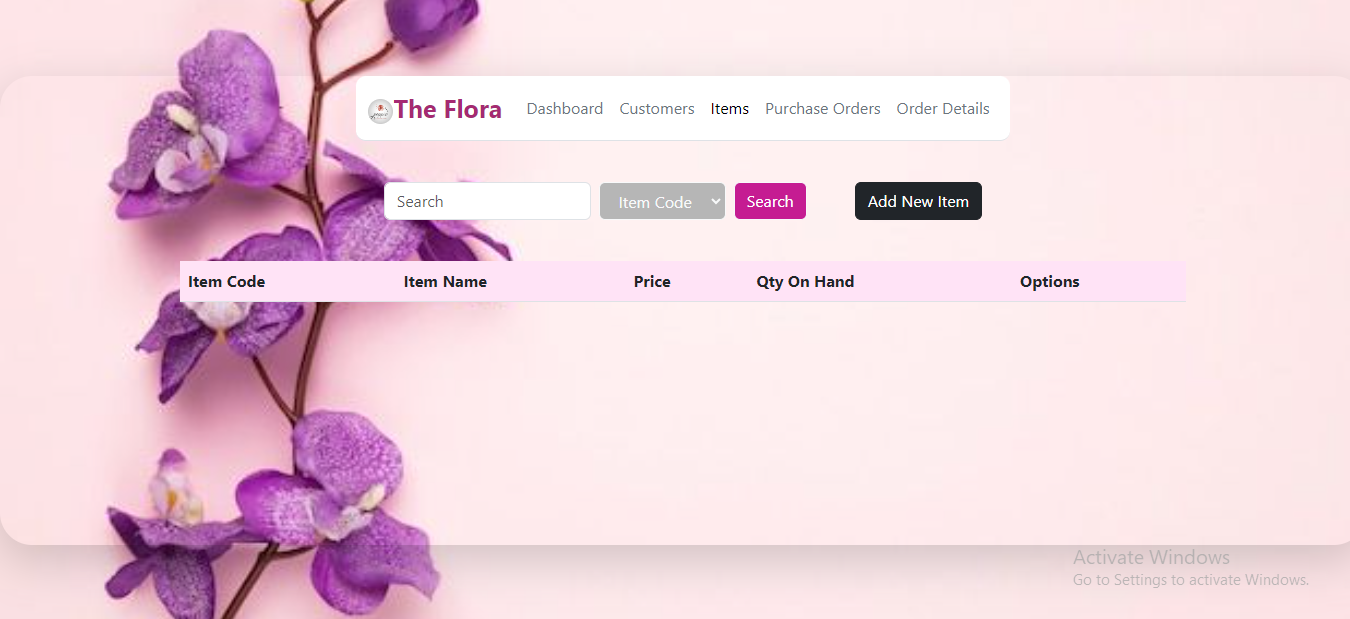 The Flora Dashboard Customers Items Purchase Orders Order Details
Search Item Code Search Add New Item
Item Code Item Name Price Qty On Hand Options
Activate Windows
Go to Settings to activate Windows.